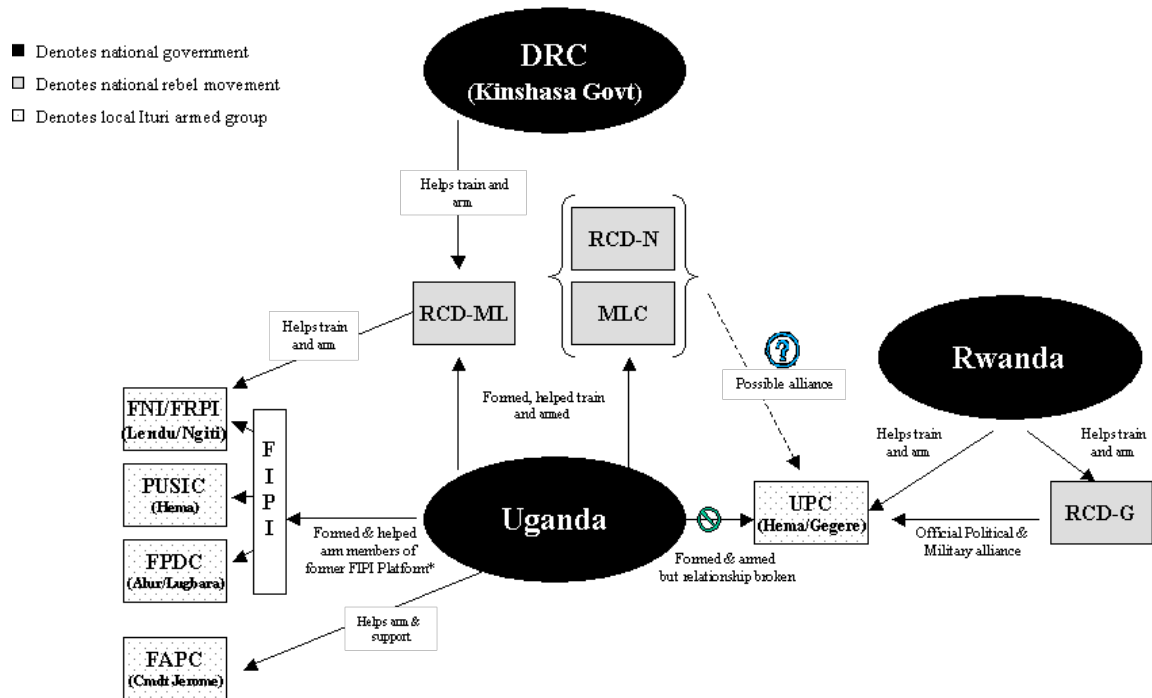 Denotes national government
Denotes national rebel movement
Denotes local Ituri armed group
DRC
(Kinshasa Govt)
Helps train and
arm
RCD-N
MLC
RCD-ML
Helps train
and arm
?
Possible alliance
Rwanda
Formed, helped train
and armed
Helps train
and arm
Helps train
and arm
FNI/FRPI
(Lendu/Ngiti)
F
I
P
I
PUSIC
(Hema)
FPDC
(Alur/Lugbara)
Formed & helped
arm members of
former FIPI Platform*
Uganda
Formed & armed
but relationship broken
UPC
(Hema/Gegere)
Official Political &
Military alliance
RCD-G
Helps arm &
support
FAPC
(Cmdt Jerome)